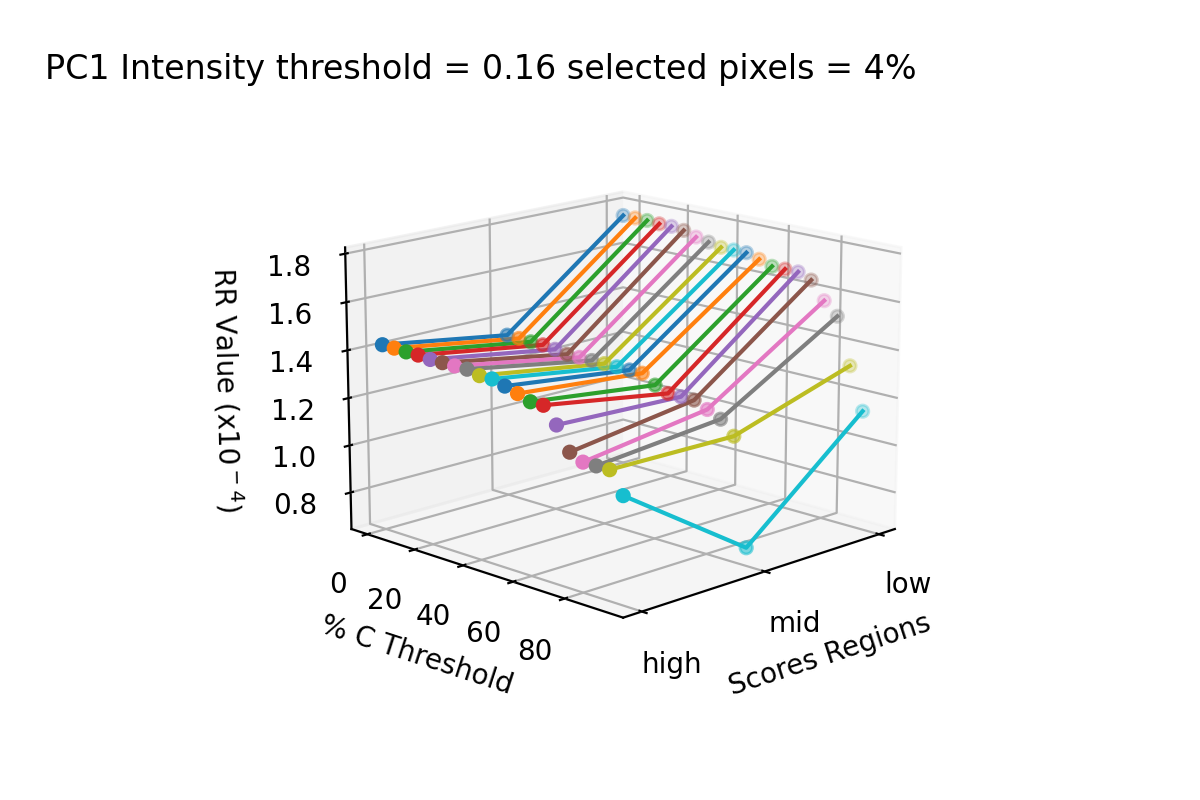 PC1 Intensity threshold = 0.16 selected pixels = 4%
RR Value (x10⁻⁴)
1.8
1.6
1.4
1.2
1.0
0.8
0
20
40
60
80
% C Threshold
high
mid
low
Scores Regions